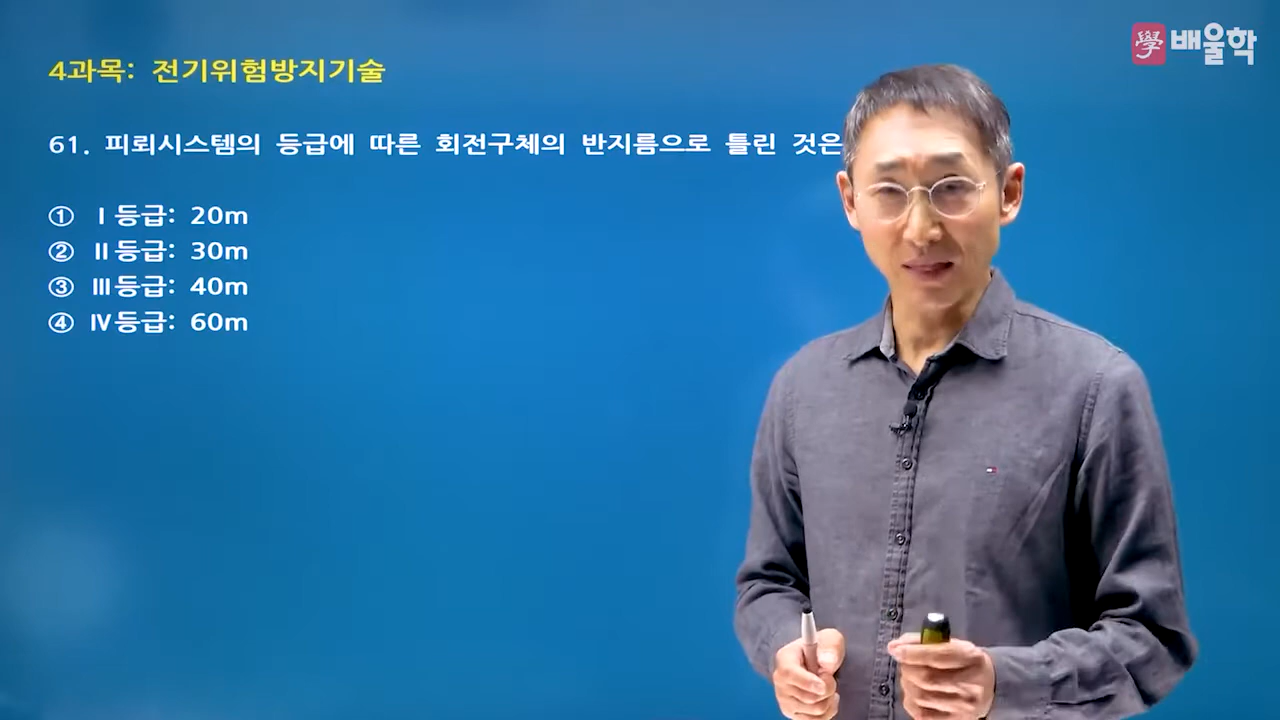 學 배울학
4과목: 전기위험방지기술
61. 피뢰시스템의 등급에 따른 회전구체의 반지름으로 틀린 것은
① Ⅰ등급: 20m
② Ⅱ등급: 30m
③ Ⅲ등급: 40m
④ Ⅳ등급: 60m